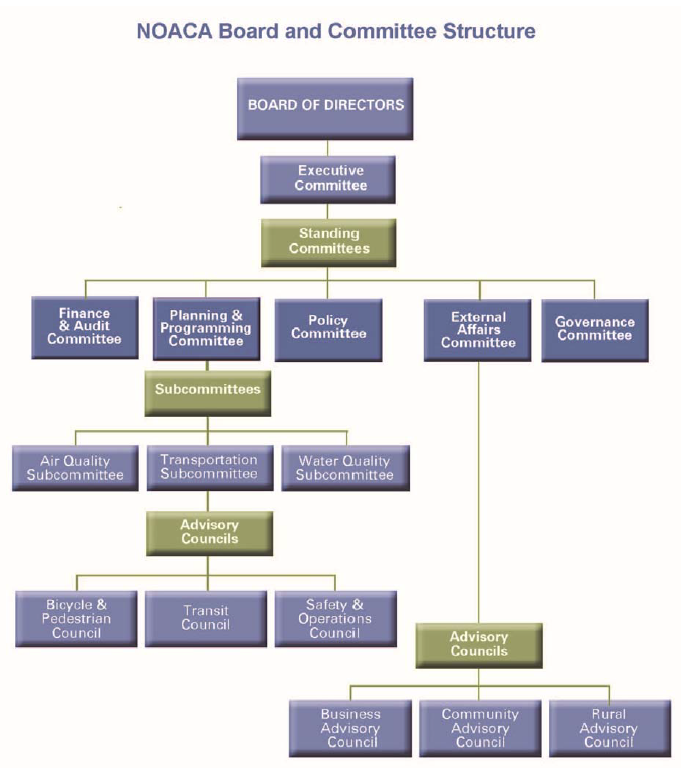 NOACA Board and Committee Structure
BOARD OF DIRECTORS
Executive
Committee
Standing
Committees
Finance
& Audit
Committee
Planning &
Programming
Committee
Policy
Committee
External
Affairs
Committee
Governance
Committee
Subcommittees
Air Quality
Subcommittee
Transportation
Subcommittee
Water Quality
Subcommittee
Advisory
Councils
Bicycle &
Pedestrian
Council
Transit
Council
Safety &
Operations
Council
Advisory
Councils
Business
Advisory
Council
Community
Advisory
Council
Rural
Advisory
Council